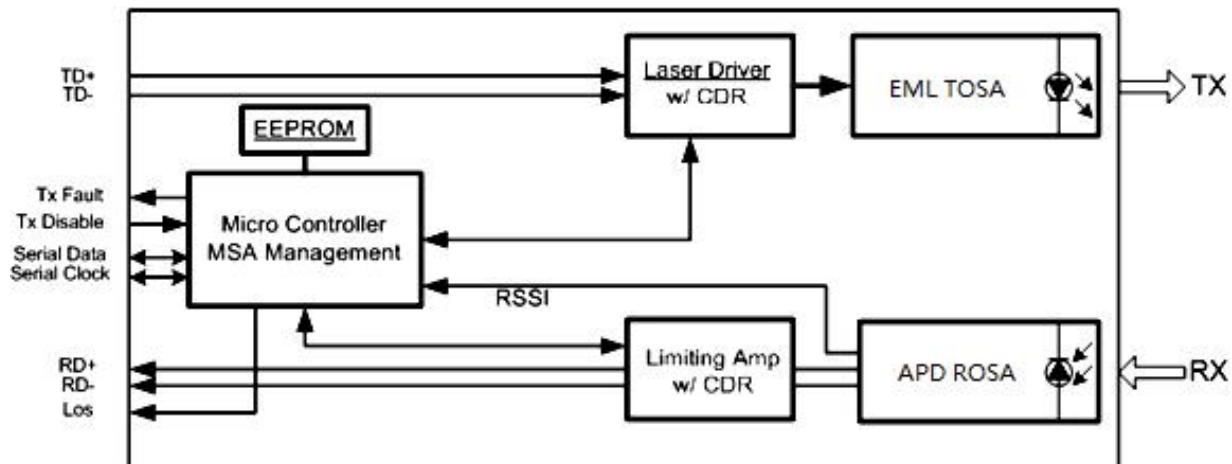 TD+
TD-
Laser Driver
w/ CDR
EML TOSA
TX
EEPROM
Tx Fault
Tx Disable
Serial Data
Serial Clock
Micro Controller
MSA Management
RSSI
RD+
RD-
Los
Limiting Amp
w/ CDR
APD ROSA
RX